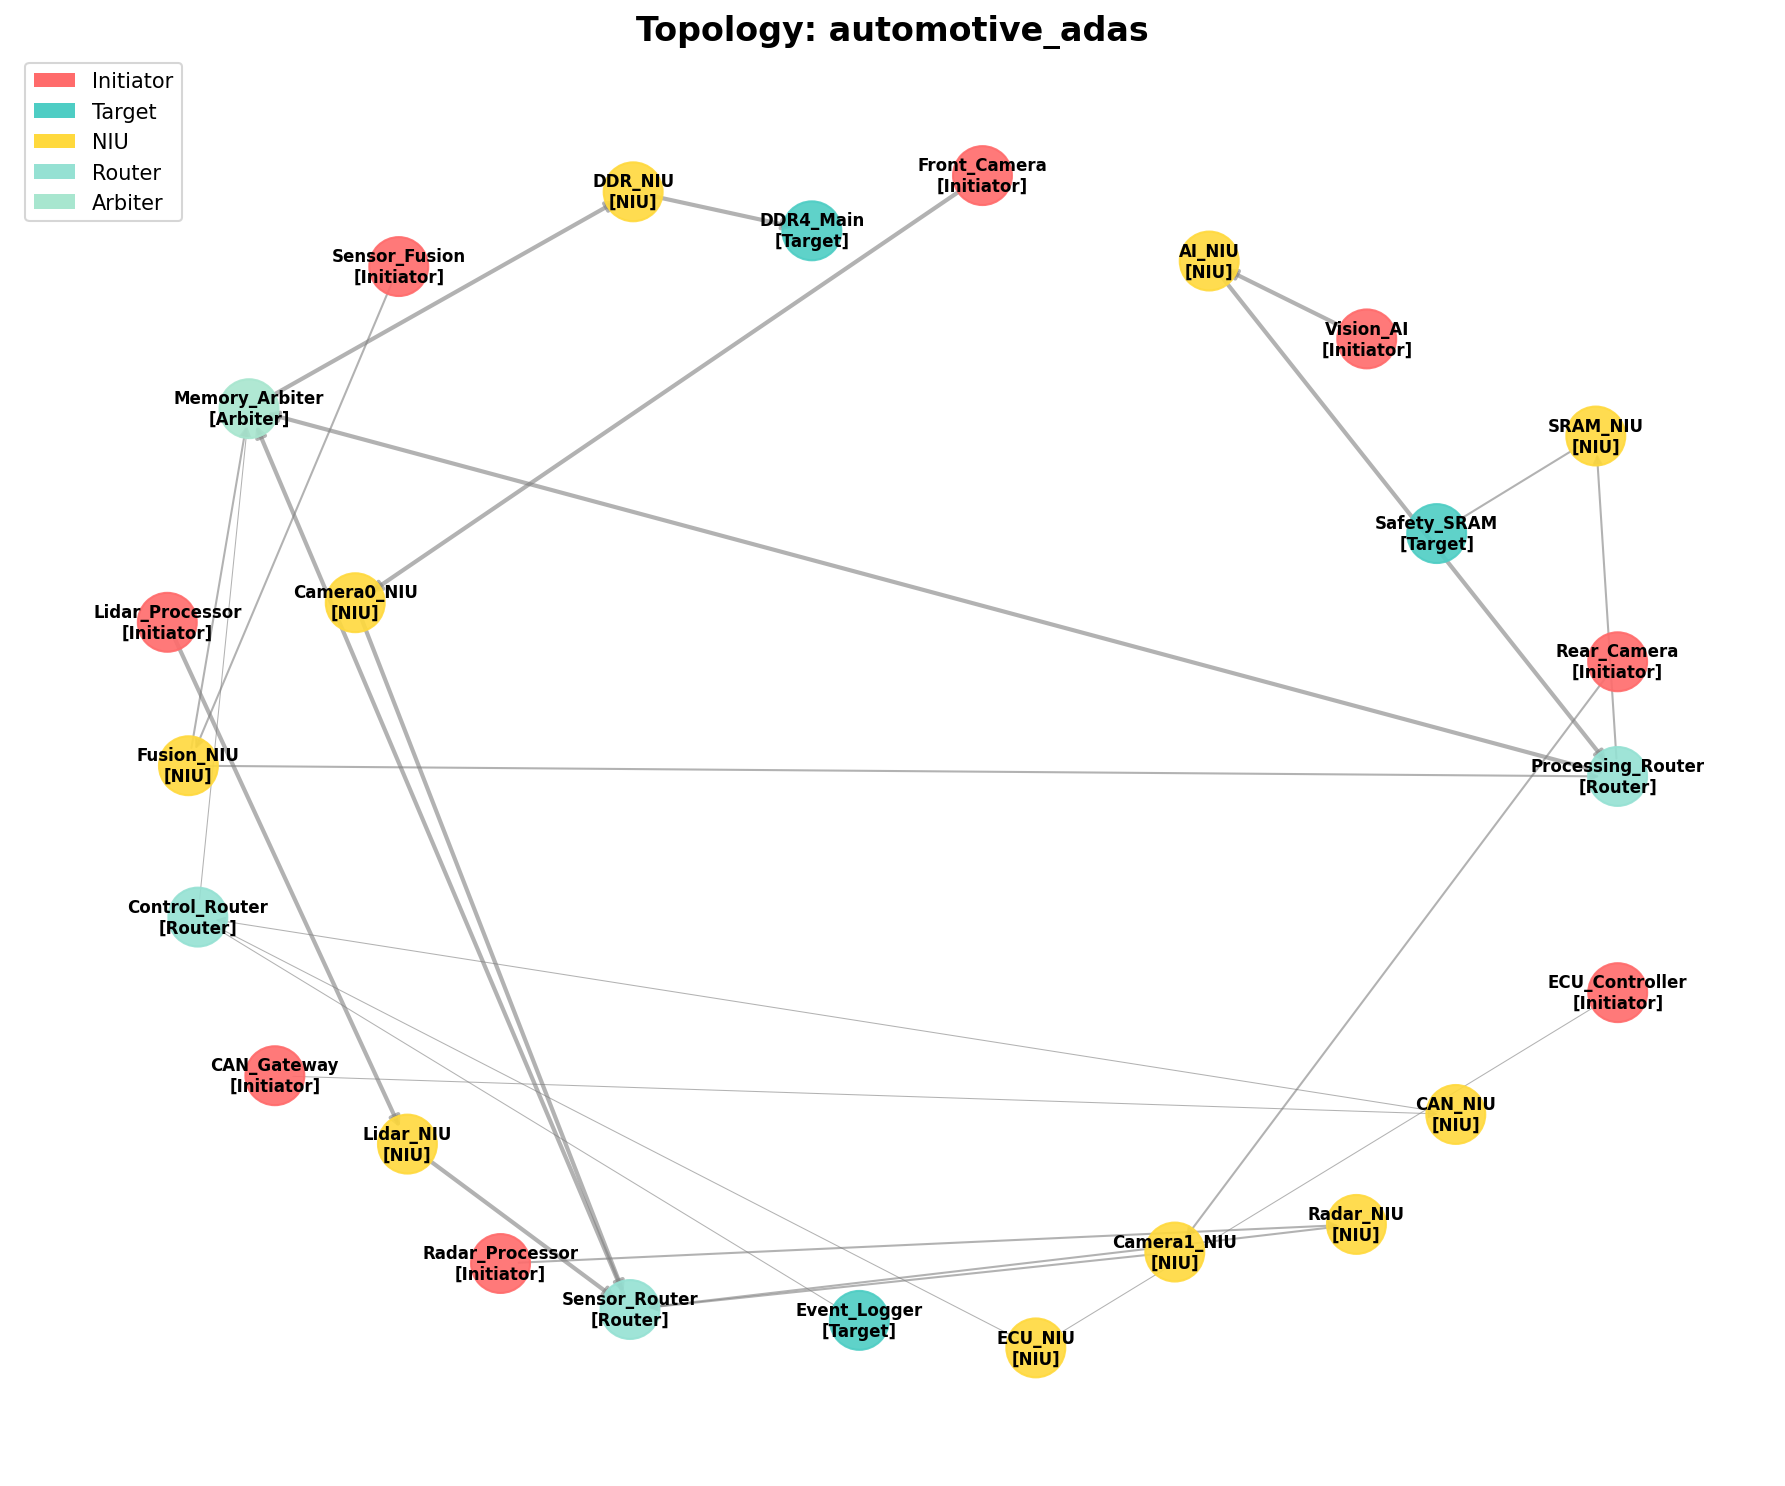 Topology: automotive_adas
Initiator
Target
NIU
Router
Arbiter
Front_Camera
[Initiator]
DDR_NIU
[NIU]
DDR4_Main
[Target]
Sensor_Fusion
[Initiator]
AI_NIU
[NIU]
Vision_AI
[Initiator]
Memory_Arbiter
[Arbiter]
SRAM_NIU
[NIU]
Safety_SRAM
[Target]
Camera0_NIU
[NIU]
Lidar_Processor
[Initiator]
Rear_Camera
[Initiator]
Fusion_NIU
[NIU]
Processing_Router
[Router]
Control_Router
[Router]
ECU_Controller
[Initiator]
CAN_Gateway
[Initiator]
CAN_NIU
[NIU]
Lidar_NIU
[NIU]
Radar_NIU
[NIU]
Camera1_NIU
[NIU]
Radar_Processor
[Initiator]
Sensor_Router
[Router]
Event_Logger
[Target]
ECU_NIU
[NIU]